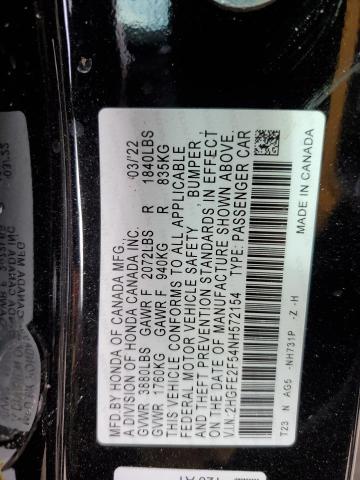 MFD BY HONDA OF CANADA MFG.
A DIVISION OF HONDA CANADA INC. 03/'22
GVWR 3880LBS GAWR F 2072LBS R 1840LBS
GVWR 1760KG GAWR F 940KG R 835KG
THIS VEHICLE CONFORMS TO ALL APPLICABLE
FEDERAL MOTOR VEHICLE SAFETY, BUMPER,
AND THEFT PREVENTION STANDARDS IN EFFECT
ON THE DATE OF MANUFACTURE SHOWN ABOVE.
V.I.N: 2HGFE2F54NH572154 TYPE: PASSENGER CAR
T23 N AG5 -NH731P -Z -H
MADE IN CANADA